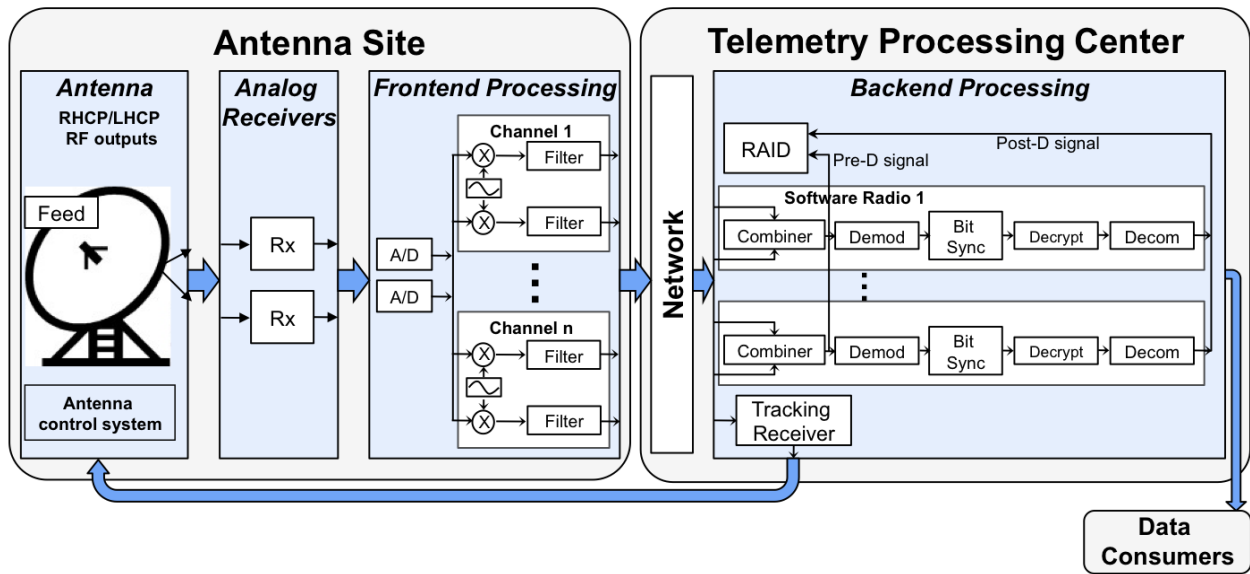 Antenna Site
Antenna
RHCP/LHCP
RF outputs
Feed
Antenna
control system
Analog
Receivers
Rx
Rx
Frontend Processing
A/D
A/D
Channel 1
X
Filter
X
Filter
Channel n
X
Filter
X
Filter
Telemetry Processing Center
Network
Backend Processing
RAID
Post-D signal
Pre-D signal
Software Radio 1
Combiner
Demod
Bit
Sync
Decrypt
Decom
Combiner
Demod
Bit
Sync
Decrypt
Decom
Tracking
Receiver
Data
Consumers